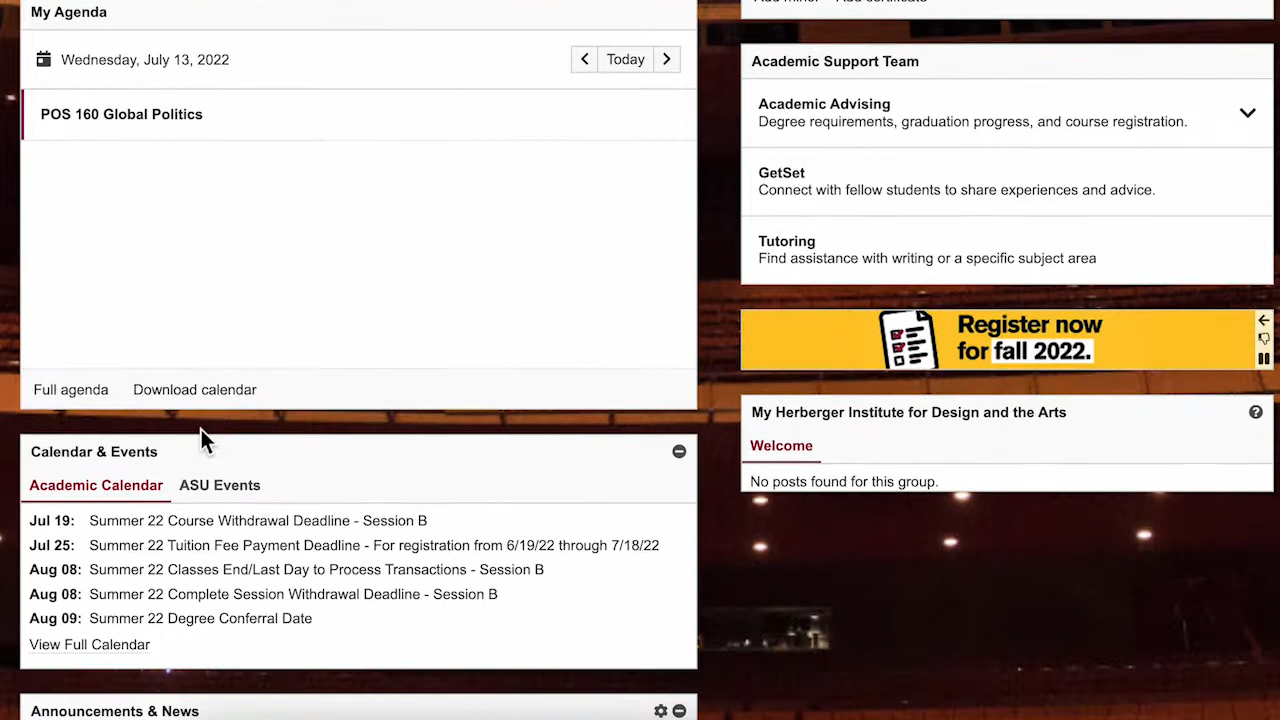 My Agenda
Wednesday, July 13, 2022
Today
POS 160 Global Politics
Full agenda Download calendar
Calendar & Events
Academic Calendar ASU Events
Jul 19: Summer 22 Course Withdrawal Deadline - Session B
Jul 25: Summer 22 Tuition Fee Payment Deadline - For registration from 6/19/22 through 7/18/22
Aug 08: Summer 22 Classes End/Last Day to Process Transactions - Session B
Aug 08: Summer 22 Complete Session Withdrawal Deadline - Session B
Aug 09: Summer 22 Degree Conferral Date
View Full Calendar
Announcements & News
Add minor Add certificate
Academic Support Team
Academic Advising
Degree requirements, graduation progress, and course registration.
GetSet
Connect with fellow students to share experiences and advice.
Tutoring
Find assistance with writing or a specific subject area
Register now
for fall 2022.
My Herberger Institute for Design and the Arts
Welcome
No posts found for this group.